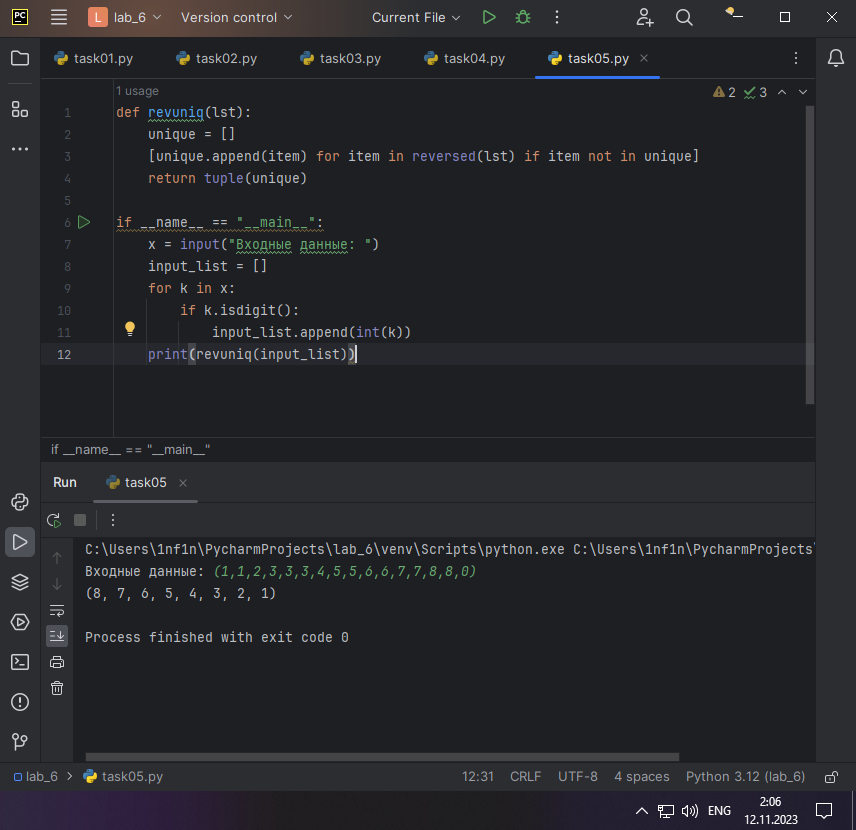 PC
L lab_6 Version control Current File
task01.py task02.py task03.py task04.py task05.py
1 usage
2 3
1 def revuniq(lst):
2 unique = []
3 [unique.append(item) for item in reversed(lst) if item not in unique]
4 return tuple(unique)
5
6 if __name__ == "__main__":
7 x = input("Входные данные: ")
8 input_list = []
9 for k in x:
10 if k.isdigit():
11 input_list.append(int(k))
12 print(revuniq(input_list))
if __name__ == "__main__"
Run task05
C:\Users\1nf1n\PycharmProjects\lab_6\venv\Scripts\python.exe C:\Users\1nf1n\PycharmProjects\
Входные данные: (1,1,2,3,3,3,4,5,5,6,6,7,7,8,8,0)
(8, 7, 6, 5, 4, 3, 2, 1)
Process finished with exit code 0
lab_6 > task05.py 12:31 CRLF UTF-8 4 spaces Python 3.12 (lab_6)
ENG 2:06
12.11.2023